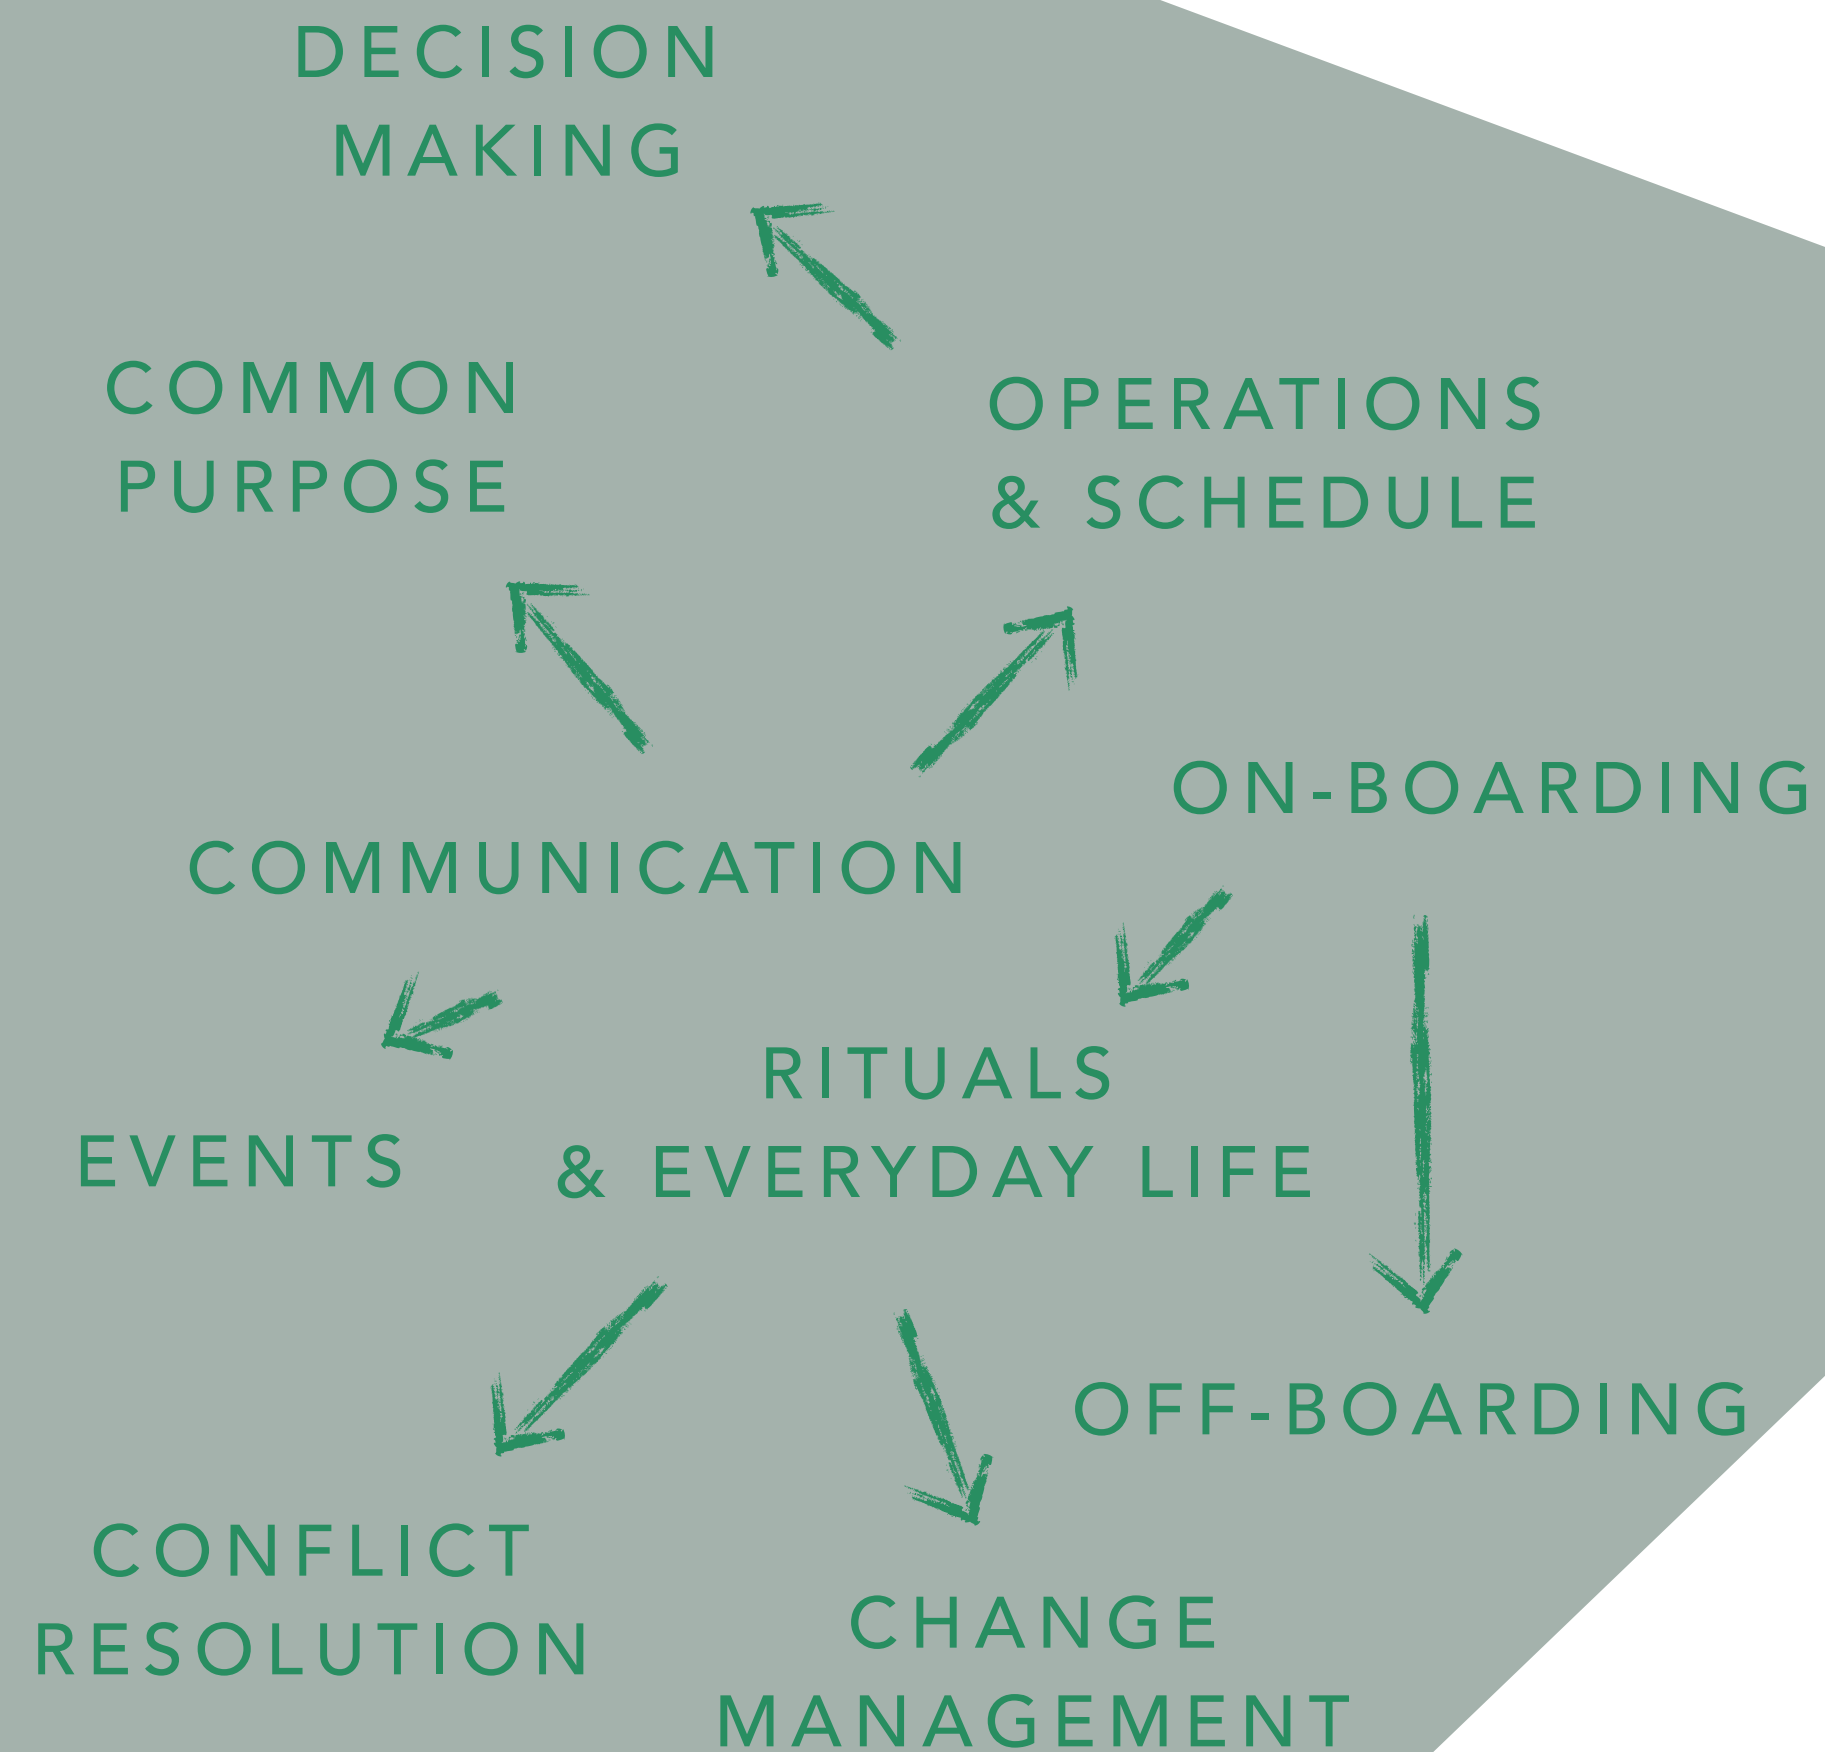 DECISION
MAKING
COMMON
PURPOSE
OPERATIONS
& SCHEDULE
ON-BOARDING
COMMUNICATION
RITUALS
& EVERYDAY LIFE
EVENTS
OFF-BOARDING
CONFLICT
RESOLUTION
CHANGE
MANAGEMENT